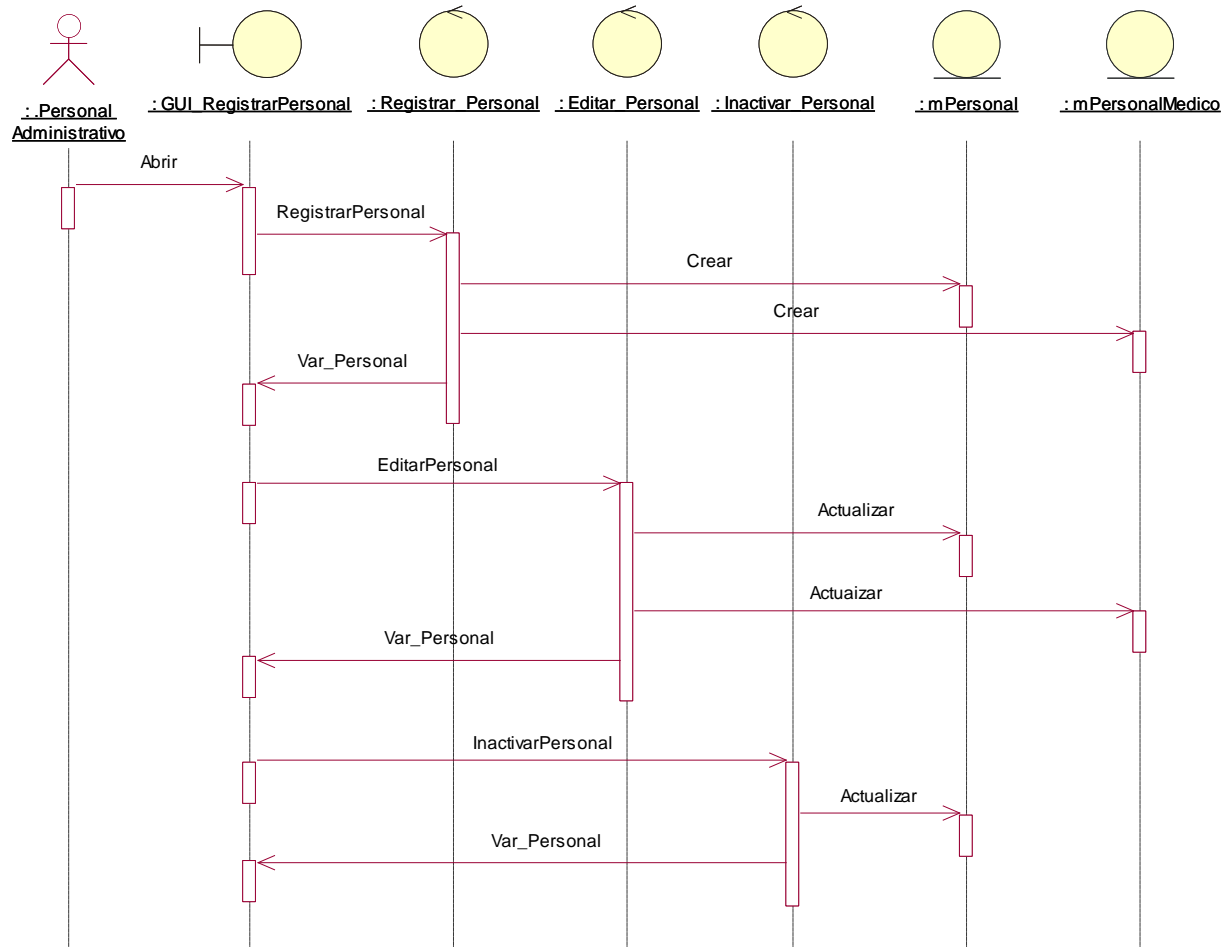 : .Personal
Administrativo
: GUI_RegistrarPersonal
: Registrar_Personal
: Editar_Personal
: Inactivar_Personal
: mPersonal
: mPersonalMedico
Abrir
RegistrarPersonal
Crear
Crear
Var_Personal
EditarPersonal
Actualizar
Actuaizar
Var_Personal
InactivarPersonal
Actualizar
Var_Personal